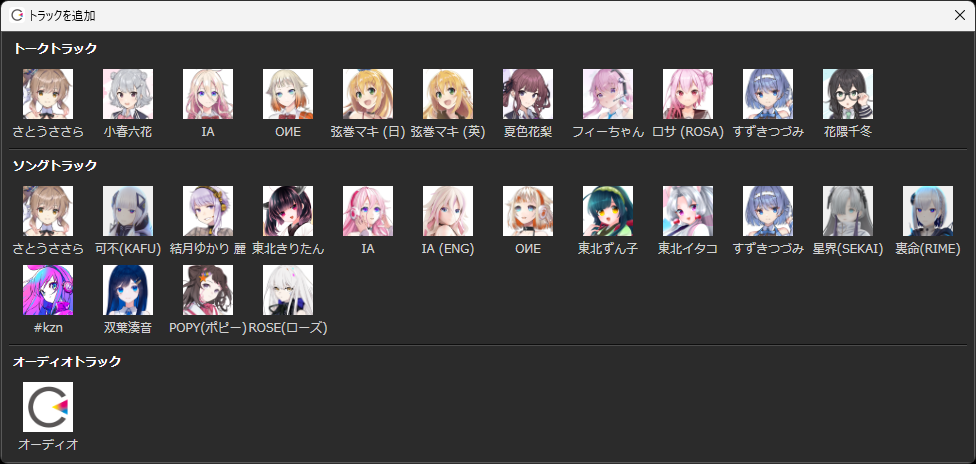 トラックを追加
トークトラック
さとうささら 小春六花 IA OИE 弦巻マキ (日) 弦巻マキ (英) 夏色花梨 フィーちゃん ロサ (ROSA) すずきつづみ 花隈千冬
ソングトラック
さとうささら 可不(KAFU) 結月ゆかり 麗 東北きりたん IA IA (ENG) OИE 東北ずん子 東北イタコ すずきつづみ 星界(SEKAI) 裏命(RIME)
#kzn 双葉湊音 POPY(ポピー) ROSE(ローズ)
オーディオトラック
オーディオ